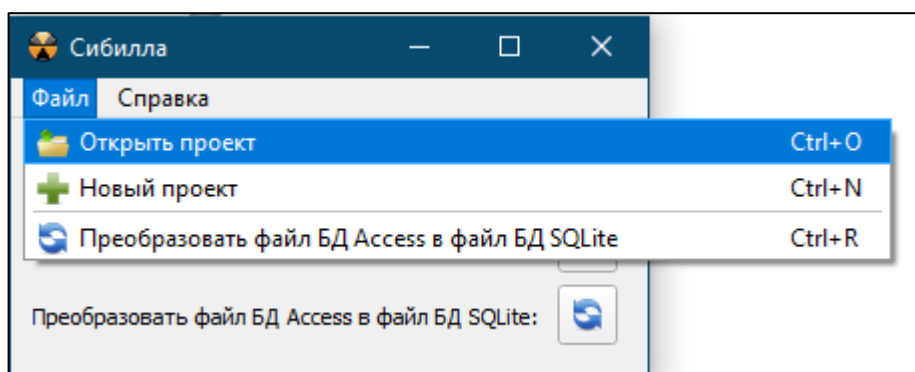 Сибилла
Файл Справка
Открыть проект Ctrl+O
Новый проект Ctrl+N
Преобразовать файл БД Access в файл БД SQLite Ctrl+R
Преобразовать файл БД Access в файл БД SQLite: